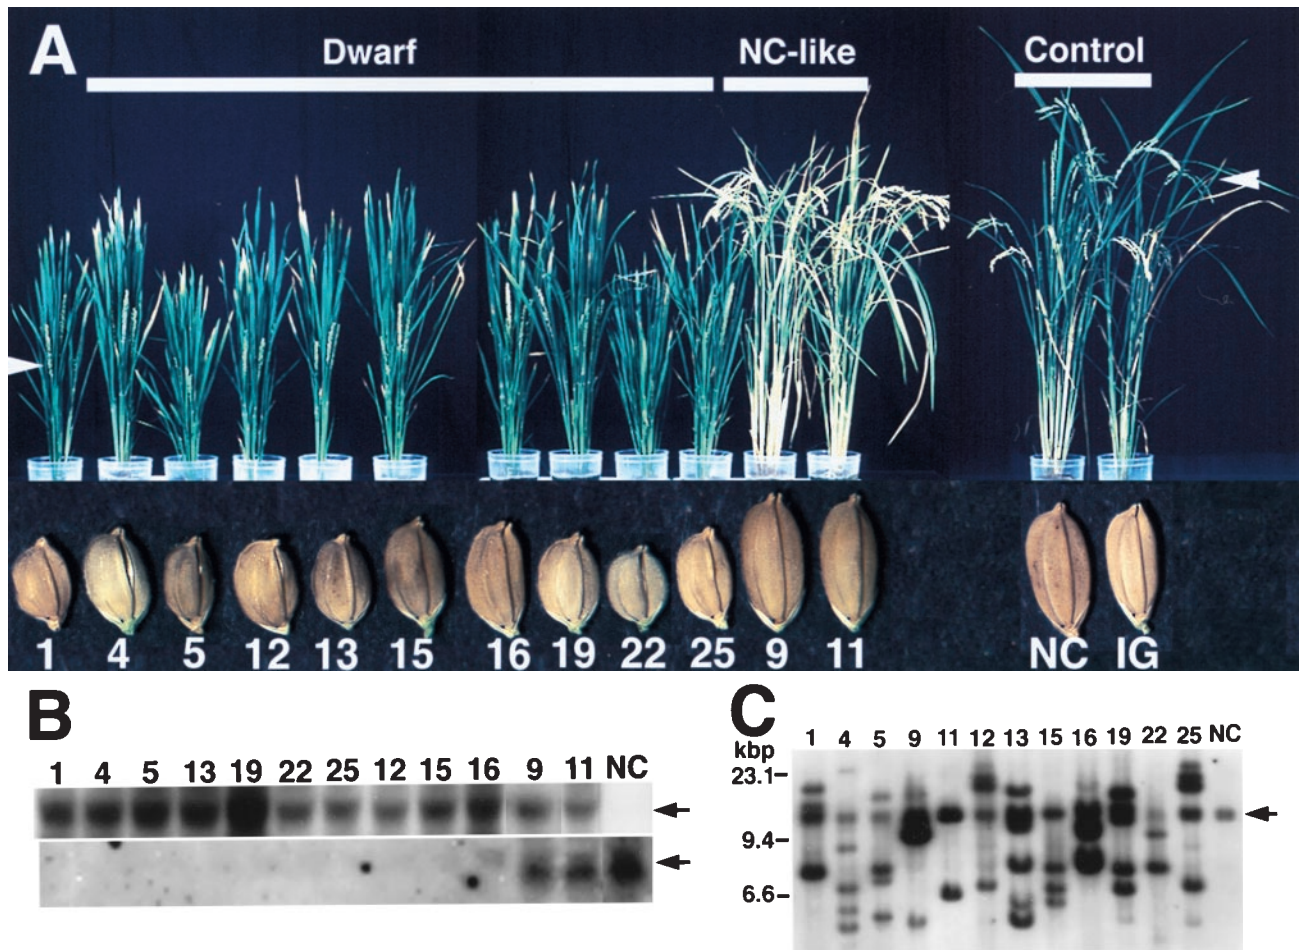 A
Dwarf NC-like Control
1 4 5 12 13 15 16 19 22 25 9 11 NC IG
B
1 4 5 13 19 22 25 12 15 16 9 11 NC
C
1 4 5 9 11 12 13 15 16 19 22 25 NC
kbp
23.1
9.4
6.6